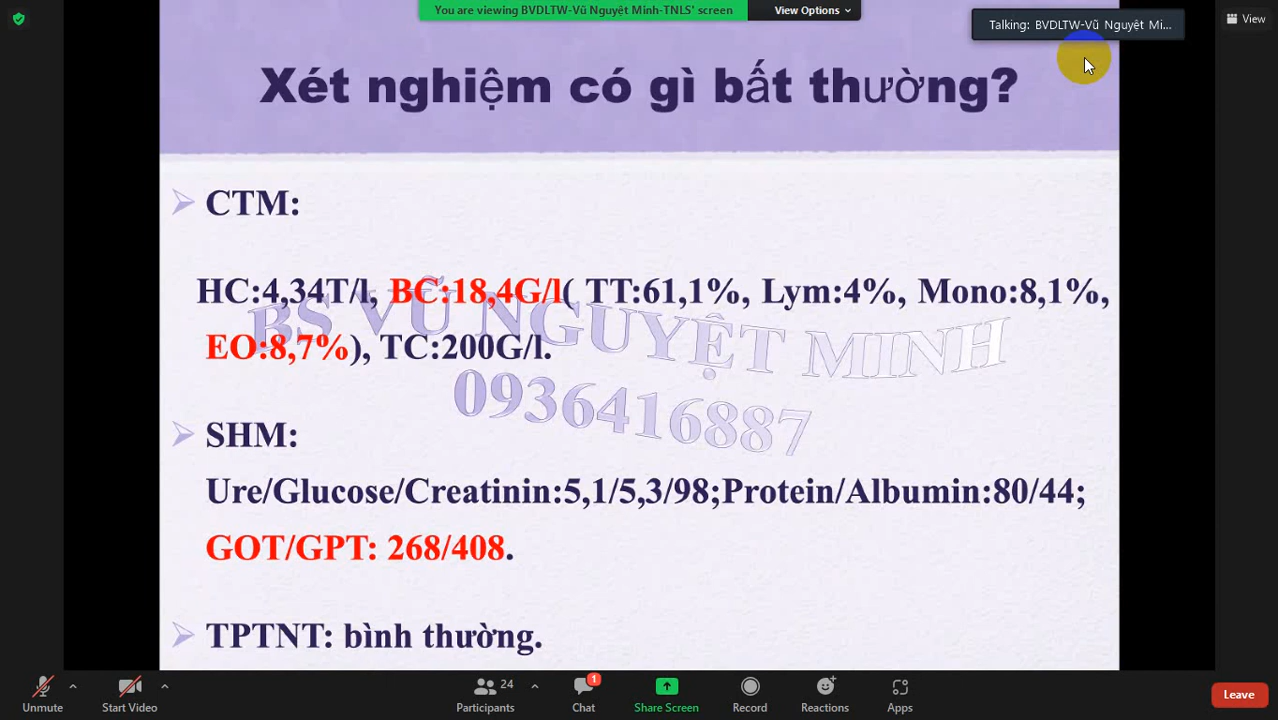 You are viewing BVDLTW-Vũ Nguyệt Minh-TNLS' screen
View Options
Talking: BVDLTW-Vũ Nguyệt Mi...
View
Xét nghiệm có gì bất thường?
CTM:
HC:4,34T/l, BC:18,4G/l( TT:61,1%, Lym:4%, Mono:8,1%,
EO:8,7%), TC:200G/l.
BS VŨ NGUYỆT MINH
0936416887
SHM:
Ure/Glucose/Creatinin:5,1/5,3/98;Protein/Albumin:80/44;
GOT/GPT: 268/408.
TPTNT: bình thường.
Unmute
Start Video
24
Participants
1
Chat
Share Screen
Record
Reactions
Apps
Leave